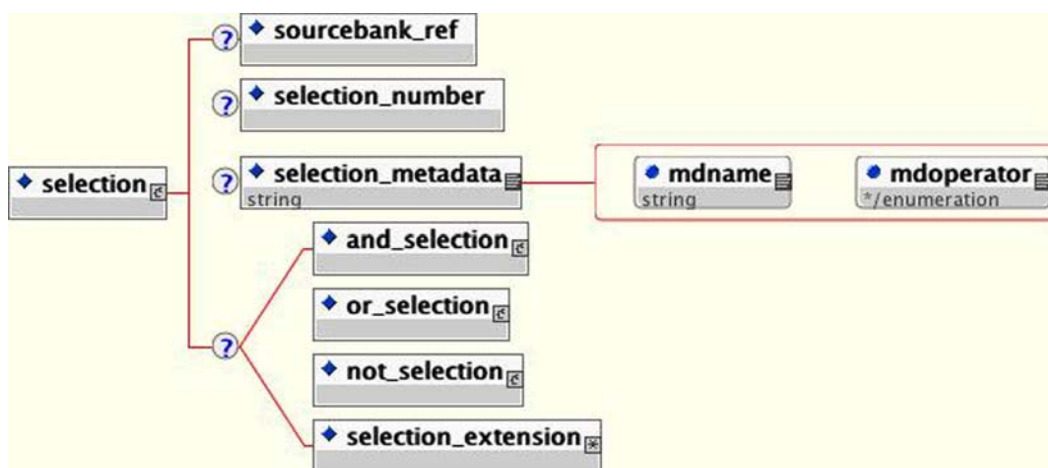 ? sourcebank_ref
? selection_number
selection
? selection_metadata
string
mdname
string
mdoperator
*/enumeration
and_selection
or_selection
?
not_selection
selection_extension